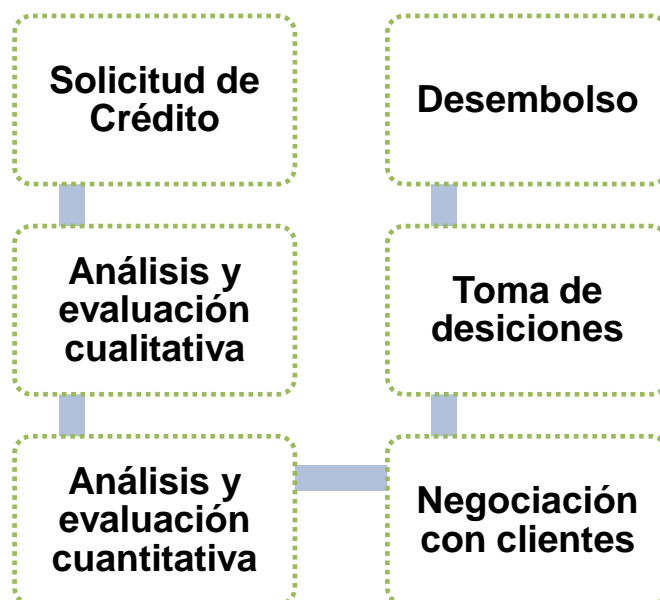 Solicitud de
Crédito
Análisis y
evaluación
cualitativa
Análisis y
evaluación
cuantitativa
Negociación
con clientes
Toma de
desiciones
Desembolso